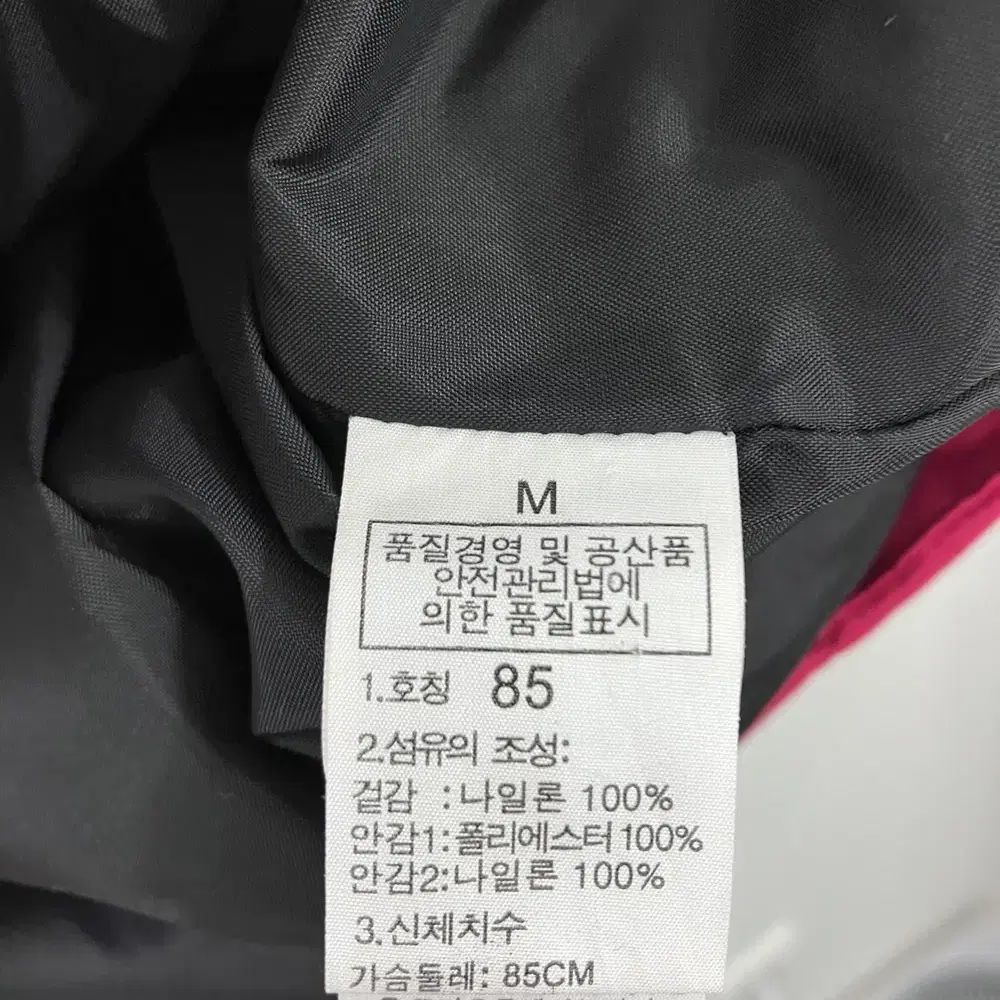 M
품질경영 및 공산품
안전관리법에
의한 품질표시
1.호칭 85
2.섬유의 조성:
겉감 :나일론 100%
안감1:폴리에스터100%
안감2:나일론 100%
3.신체치수
가슴둘레: 85CM